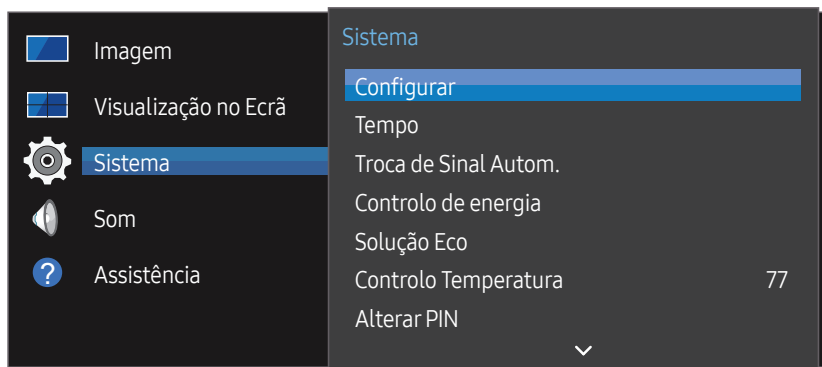 Imagem
Visualização no Ecrã
Sistema
Som
? Assistência
Sistema
Configurar
Tempo
Troca de Sinal Autom.
Controlo de energia
Solução Eco
Controlo Temperatura 77
Alterar PIN